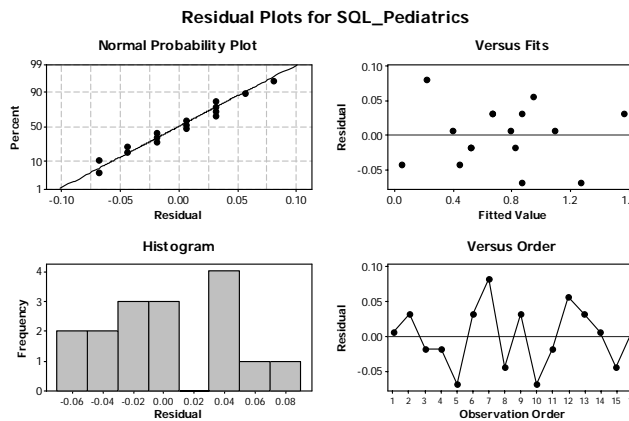 Residual Plots for SQL_Pediatrics
Normal Probability Plot
99
90
50
10
1
Percent
-0.10 -0.05 0.00 0.05 0.10
Residual
Versus Fits
0.10
0.05
0.00
-0.05
Residual
0.0 0.4 0.8 1.2
Fitted Value
Histogram
4
3
2
1
0
Frequency
-0.06 -0.04 -0.02 0.00 0.02 0.04 0.06 0.08
Residual
Versus Order
0.10
0.05
0.00
-0.05
Residual
1 2 3 4 5 6 7 8 9 10 11 12 13 14 15
Observation Order